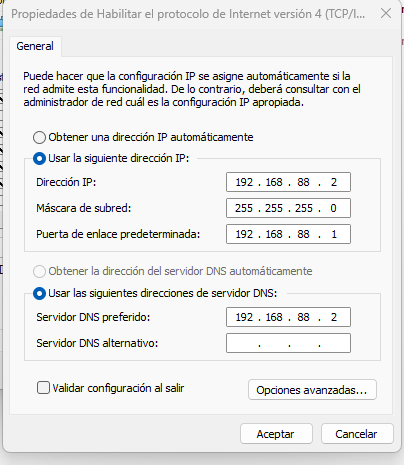 Propiedades de Habilitar el protocolo de Internet versión 4 (TCP/I...
General
Puede hacer que la configuración IP se asigne automáticamente si la
red admite esta funcionalidad. De lo contrario, deberá consultar con el
administrador de red cuál es la configuración IP apropiada.
Obtener una dirección IP automáticamente
Usar la siguiente dirección IP:
Dirección IP: 192 . 168 . 88 . 2
Máscara de subred: 255 . 255 . 255 . 0
Puerta de enlace predeterminada: 192 . 168 . 88 . 1
Obtener la dirección del servidor DNS automáticamente
Usar las siguientes direcciones de servidor DNS:
Servidor DNS preferido: 192 . 168 . 88 . 2
Servidor DNS alternativo: . . .
Validar configuración al salir
Opciones avanzadas...
Aceptar Cancelar